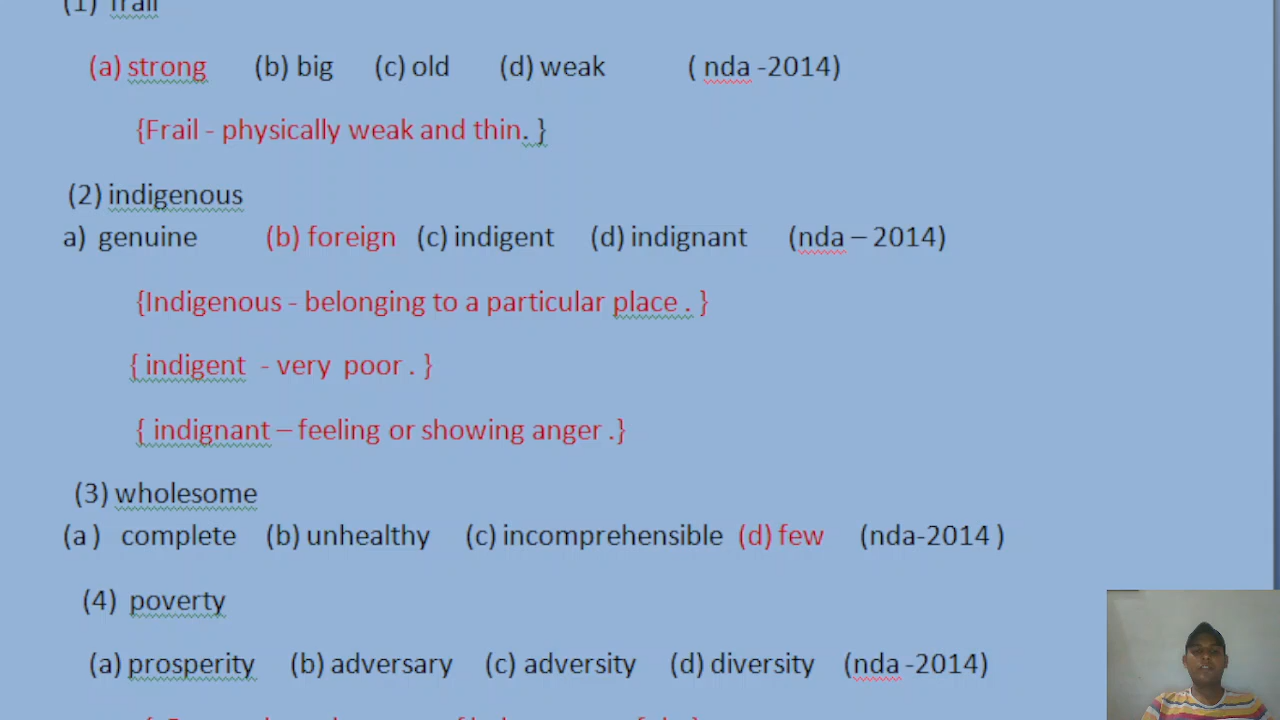 (1) frail
(a) strong (b) big (c) old (d) weak ( nda -2014)
{Frail - physically weak and thin. }
(2) indigenous
a) genuine (b) foreign (c) indigent (d) indignant (nda – 2014)
{Indigenous - belonging to a particular place . }
{ indigent - very poor . }
{ indignant – feeling or showing anger .}
(3) wholesome
(a ) complete (b) unhealthy (c) incomprehensible (d) few (nda-2014 )
(4) poverty
(a) prosperity (b) adversary (c) adversity (d) diversity (nda -2014)